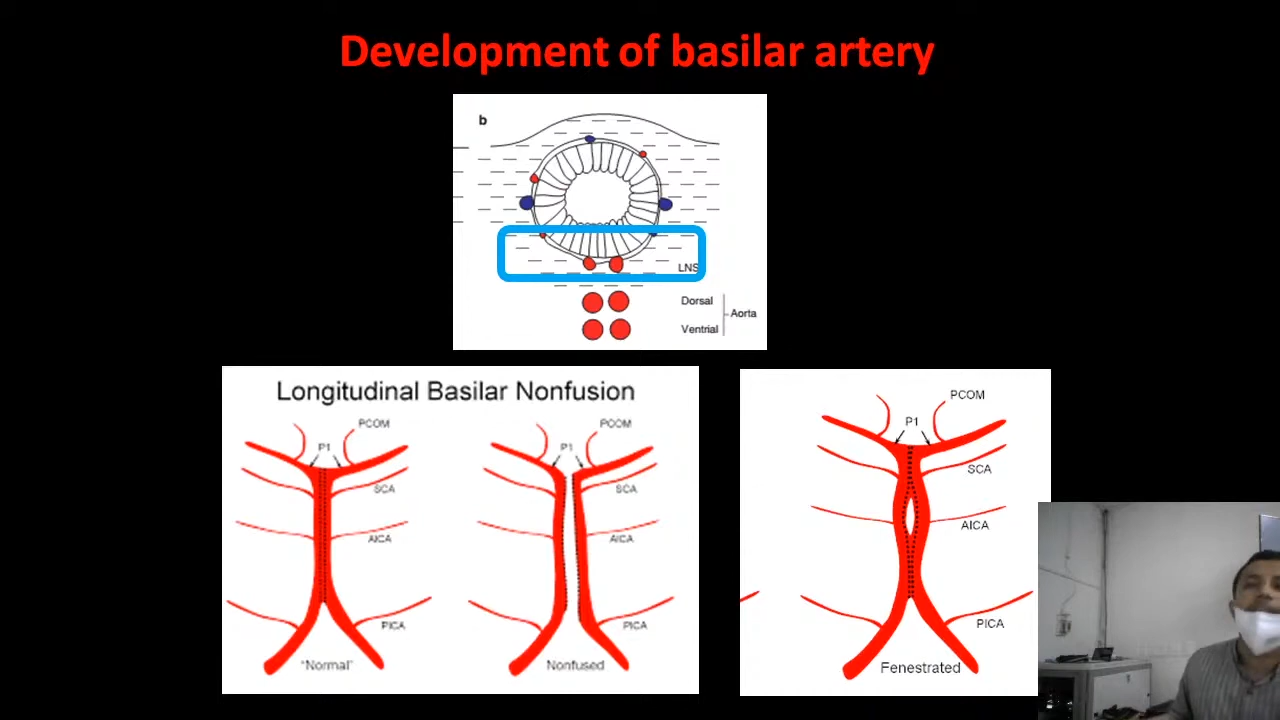 Development of basilar artery
b
LNS
Dorsal
Aorta
Ventrial
Longitudinal Basilar Nonfusion
PCOM
P1
SCA
AICA
PICA
"Normal"
PCOM
P1
SCA
AICA
PICA
Nonfused
PCOM
P1
SCA
AICA
PICA
Fenestrated